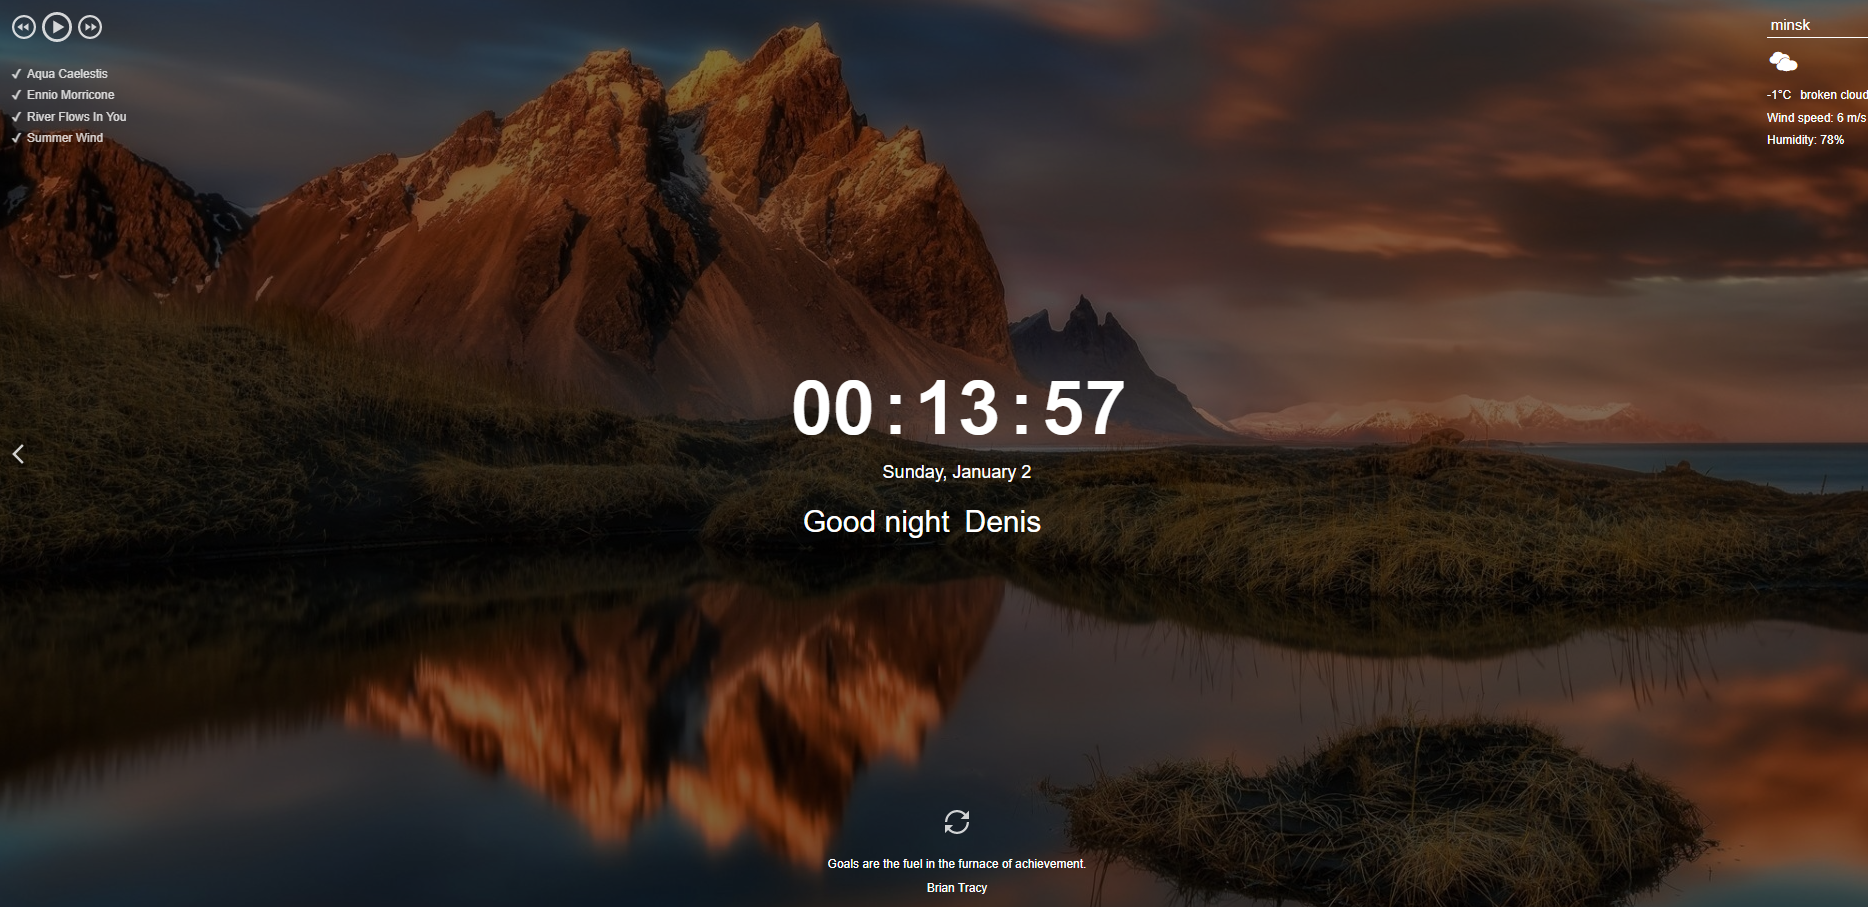 minsk
Aqua Caelestis
Ennio Morricone
River Flows In You
Summer Wind
-1°C broken cloud
Wind speed: 6 m/s
Humidity: 78%
00:13:57
Sunday, January 2
Good night Denis
Goals are the fuel in the furnace of achievement.
Brian Tracy